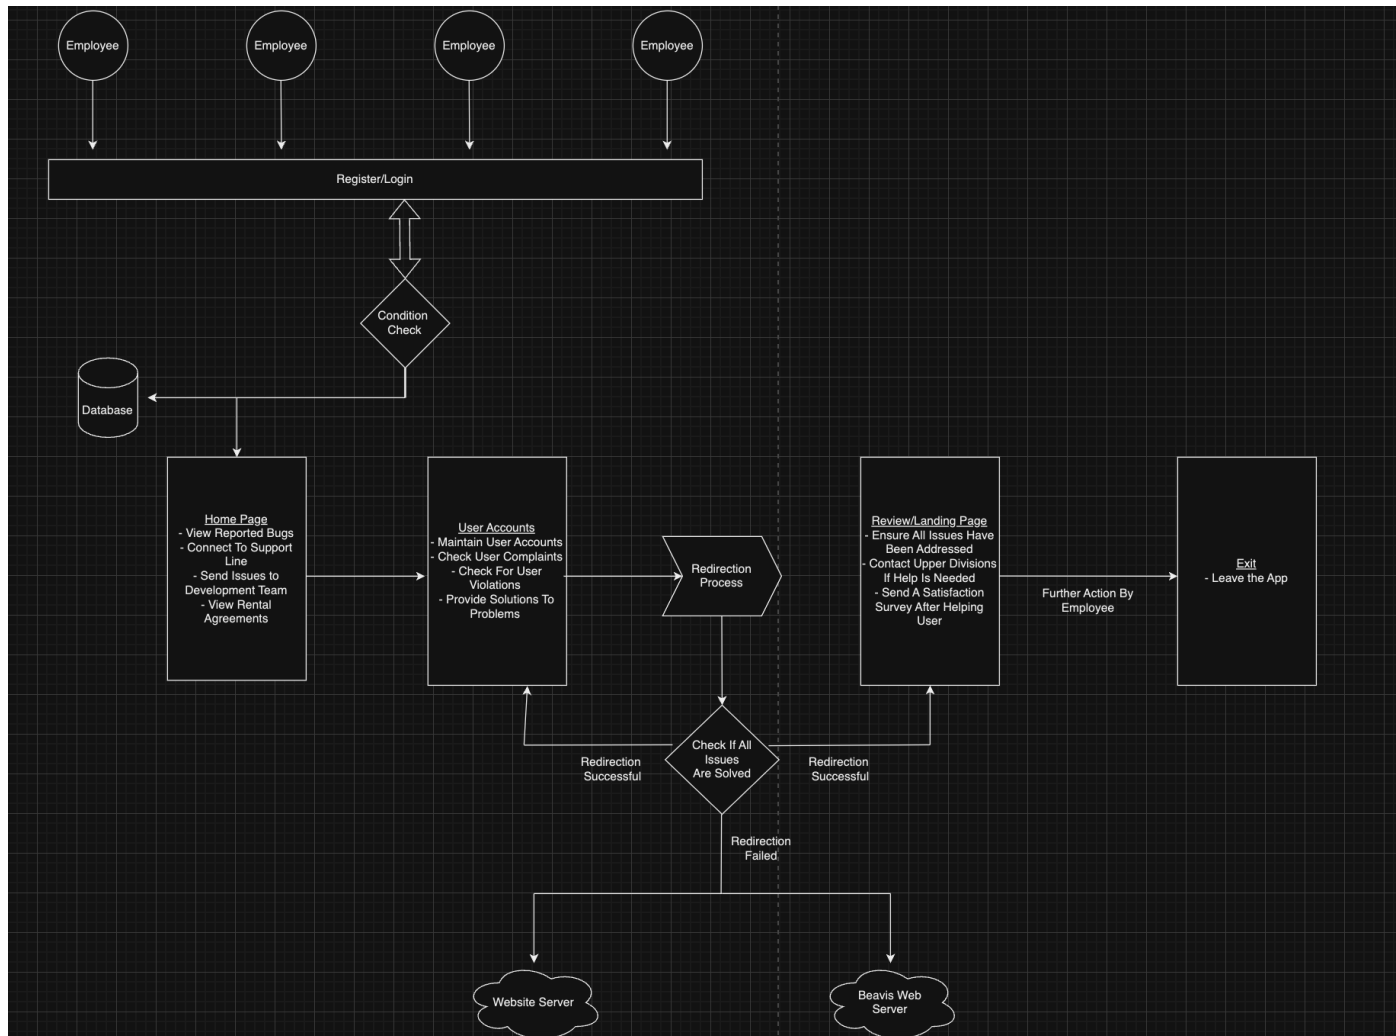 Employee
Employee
Employee
Employee
Register/Login
Condition
Check
Database
Home Page
- View Reported Bugs
- Connect To Support
Line
- Send Issues to
Development Team
- View Rental
Agreements
User Accounts
- Maintain User Accounts
- Check User Complaints
- Check For User
Violations
- Provide Solutions To
Problems
Redirection
Process
Review/Landing Page
- Ensure All Issues Have
Been Addressed
- Contact Upper Divisions
If Help Is Needed
- Send A Satisfaction
Survey After Helping
User
Further Action By
Employee
Exit
- Leave the App
Redirection
Successful
Check If All
Issues
Are Solved
Redirection
Successful
Redirection
Failed
Website Server
Beavis Web
Server